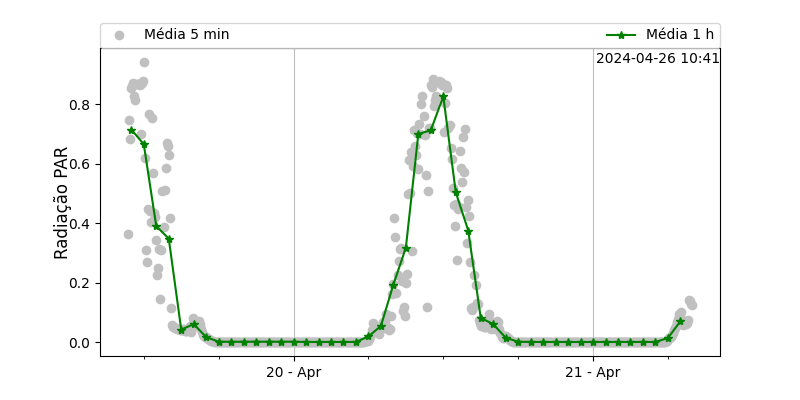 Média 5 min
Média 1 h
2024-04-26 10:41
Radiação PAR
0.8
0.6
0.4
0.2
0.0
20 - Apr
21 - Apr